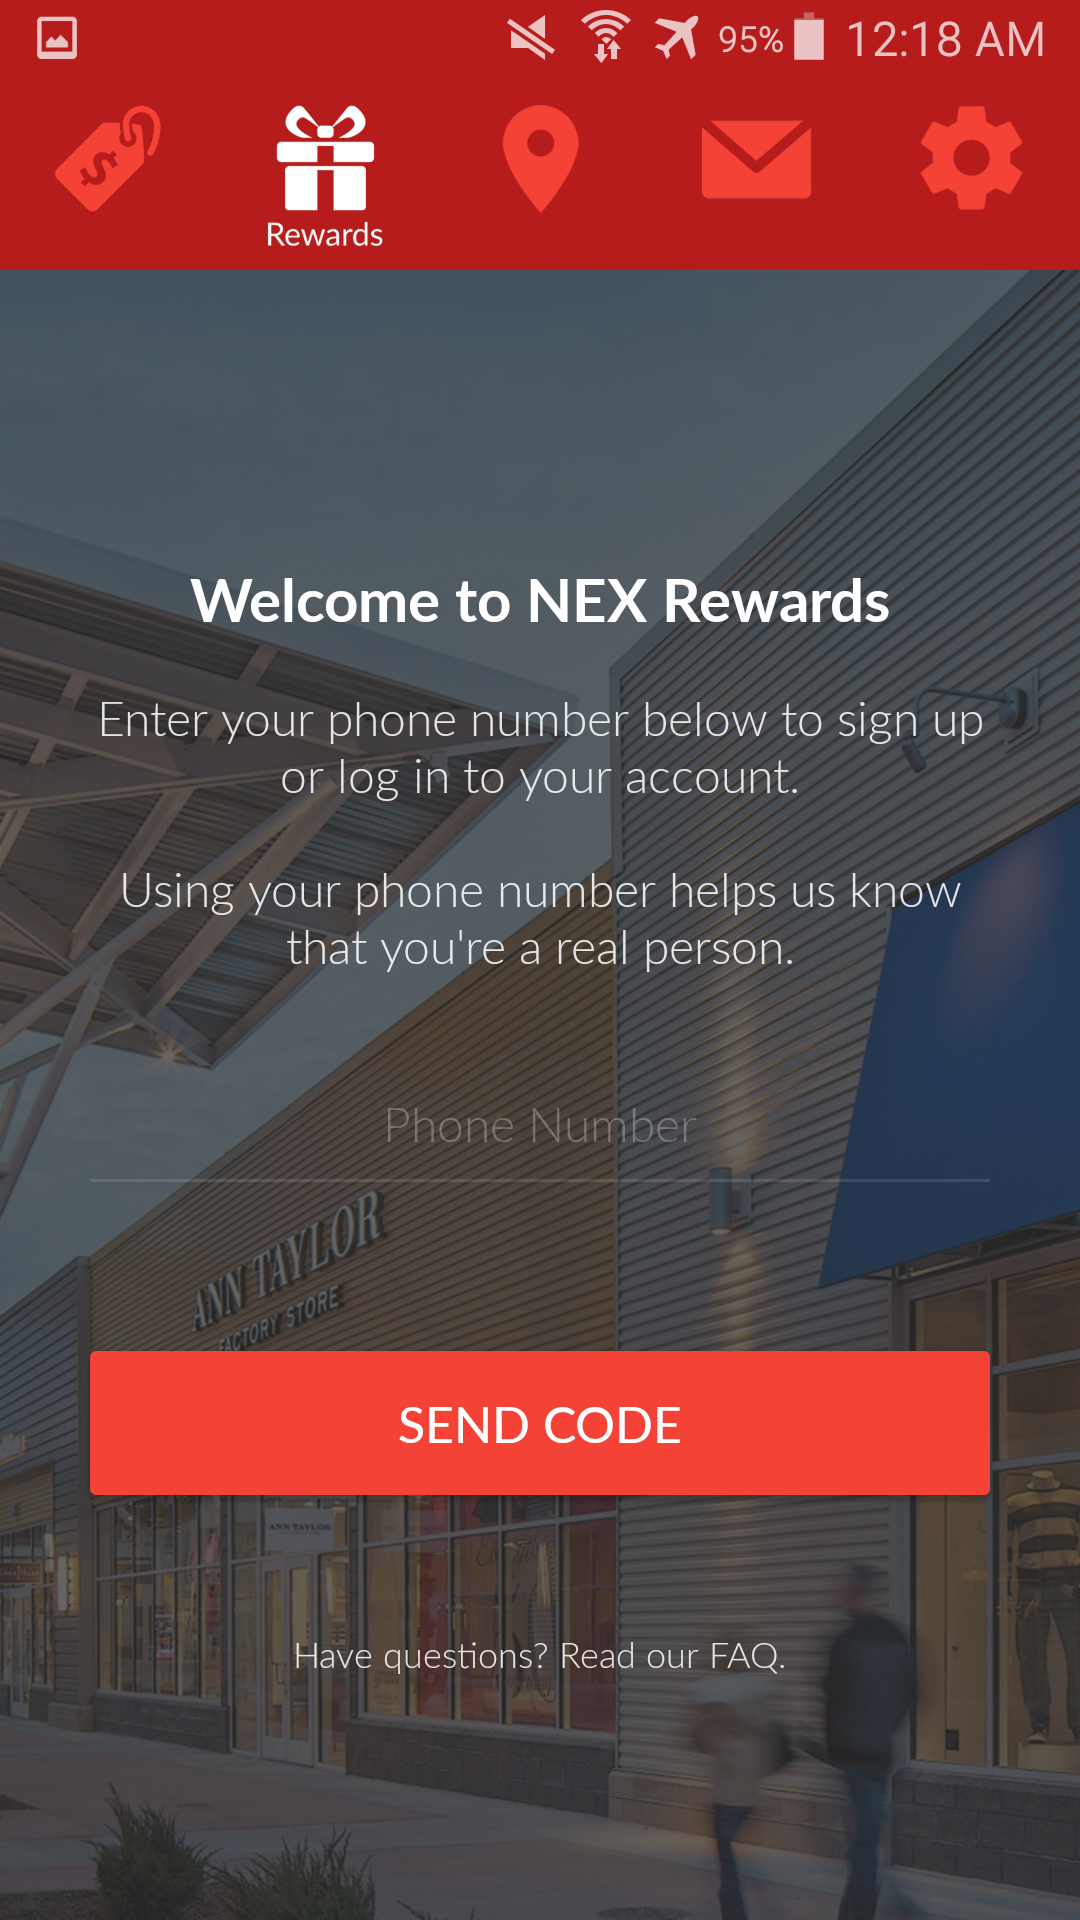 95% 12:18 AM
$
Rewards
Welcome to NEX Rewards
Enter your phone number below to sign up
or log in to your account.
Using your phone number helps us know
that you're a real person.
Phone Number
ANN TAYLOR
FACTORY STORE
SEND CODE
ANN TAYLOR
Have questions? Read our FAQ.